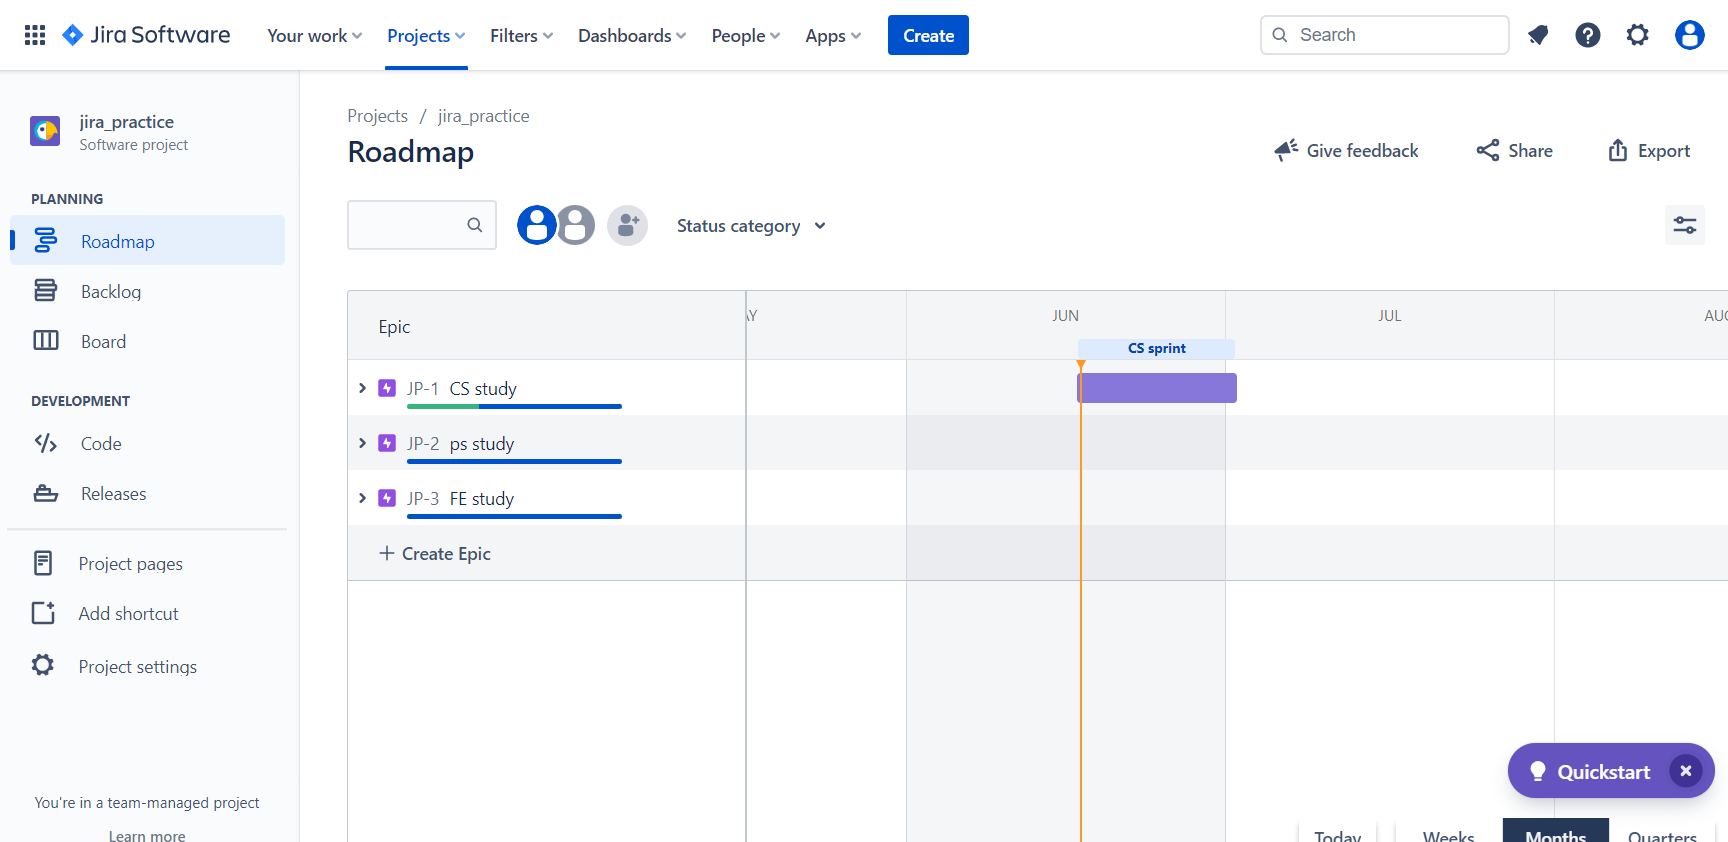 Jira Software
Your work
Projects
Filters
Dashboards
People
Apps
Create
Search
jira_practice
Software project
PLANNING
Roadmap
Backlog
Board
DEVELOPMENT
Code
Releases
Project pages
Add shortcut
Project settings
You're in a team-managed project
Learn more
Projects / jira_practice
Roadmap
Give feedback
Share
Export
Status category
Epic
AY
JUN
JUL
AUG
CS sprint
JP-1 CS study
JP-2 ps study
JP-3 FE study
+ Create Epic
Quickstart
Today
Weeks
Months
Quarters